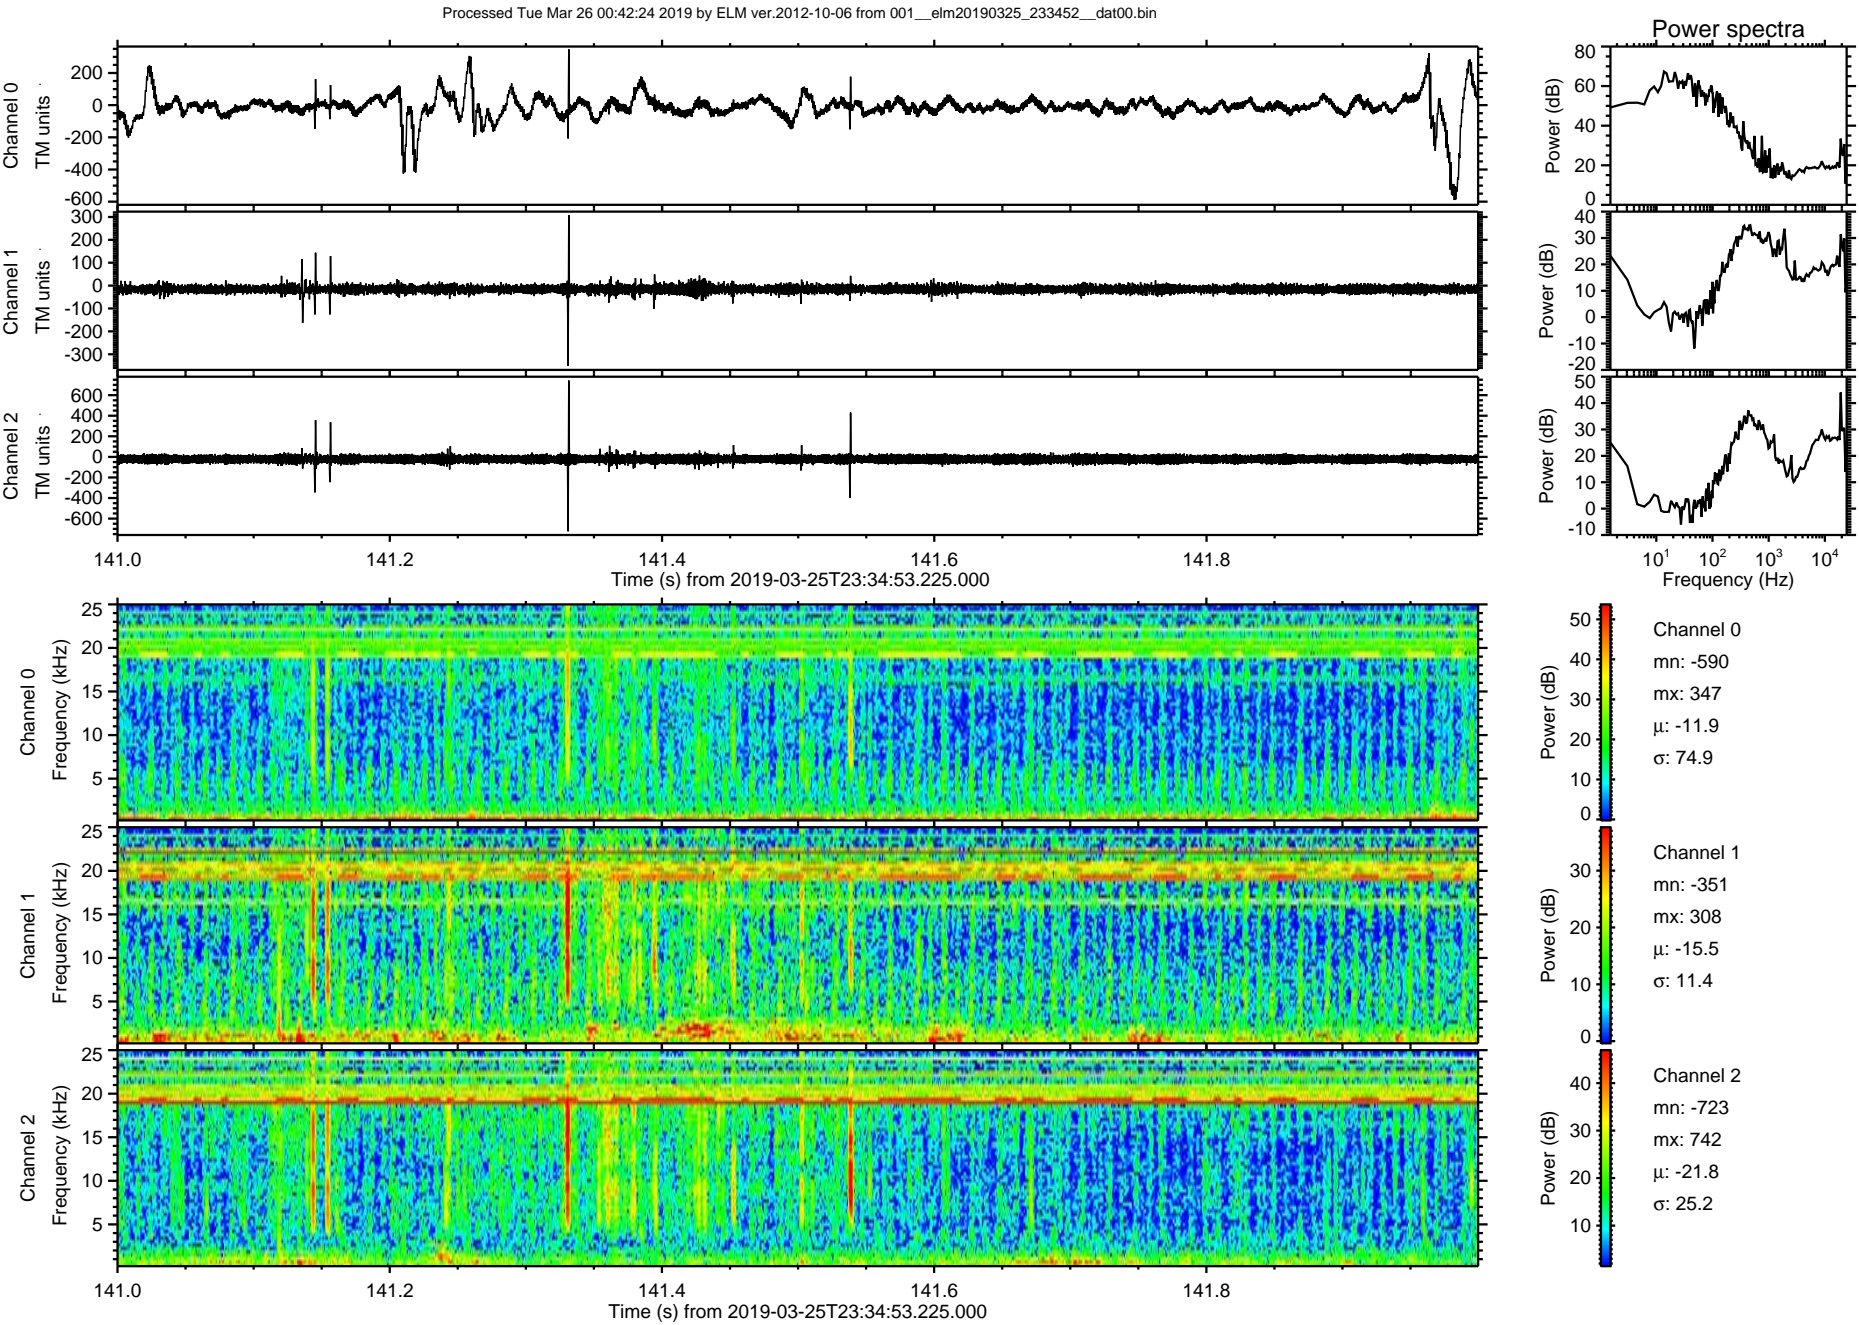 Processed Tue Mar 26 00:42:24 2019 by ELM ver.2012-10-06 from 001__elm20190325_233452__dat00.bin
Power spectra
Channel 0
TM units
200
0
-200
-400
-600
Power (dB)
80
60
40
20
0
Channel 1
TM units
300
200
100
0
-100
-200
-300
Power (dB)
40
30
20
10
0
-10
-20
Channel 2
TM units
600
400
200
0
-200
-400
-600
Power (dB)
50
40
30
20
10
0
-10
141.0 141.2 141.4 141.6 141.8
Time (s) from 2019-03-25T23:34:53.225.000
10¹ 10² 10³ 10⁴
Frequency (Hz)
Channel 0
Frequency (kHz)
25
20
15
10
5
Power (dB)
50
40
30
20
10
0
Channel 0
mn: -590
mx: 347
μ: -11.9
σ: 74.9
Channel 1
Frequency (kHz)
25
20
15
10
5
Power (dB)
30
20
10
0
Channel 1
mn: -351
mx: 308
μ: -15.5
σ: 11.4
Channel 2
Frequency (kHz)
25
20
15
10
5
Power (dB)
40
30
20
10
Channel 2
mn: -723
mx: 742
μ: -21.8
σ: 25.2
141.0 141.2 141.4 141.6 141.8
Time (s) from 2019-03-25T23:34:53.225.000